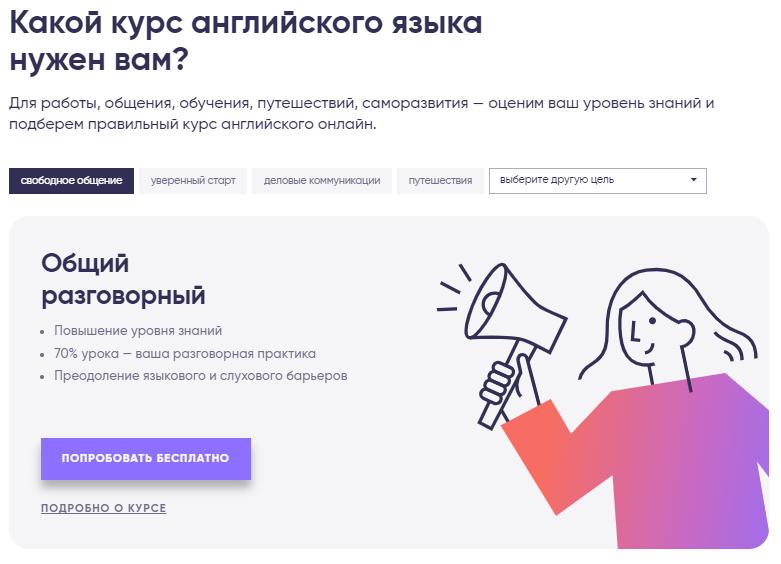 Какой курс английского языка
нужен вам?
Для работы, общения, обучения, путешествий, саморазвития — оценим ваш уровень знаний и
подберем правильный курс английского онлайн.
свободное общение уверенный старт деловые коммуникации путешествия выберите другую цель
Общий
разговорный
• Повышение уровня знаний
• 70% урока — ваша разговорная практика
• Преодоление языкового и слухового барьеров
ПОПРОБОВАТЬ БЕСПЛАТНО
ПОДРОБНО О КУРСЕ